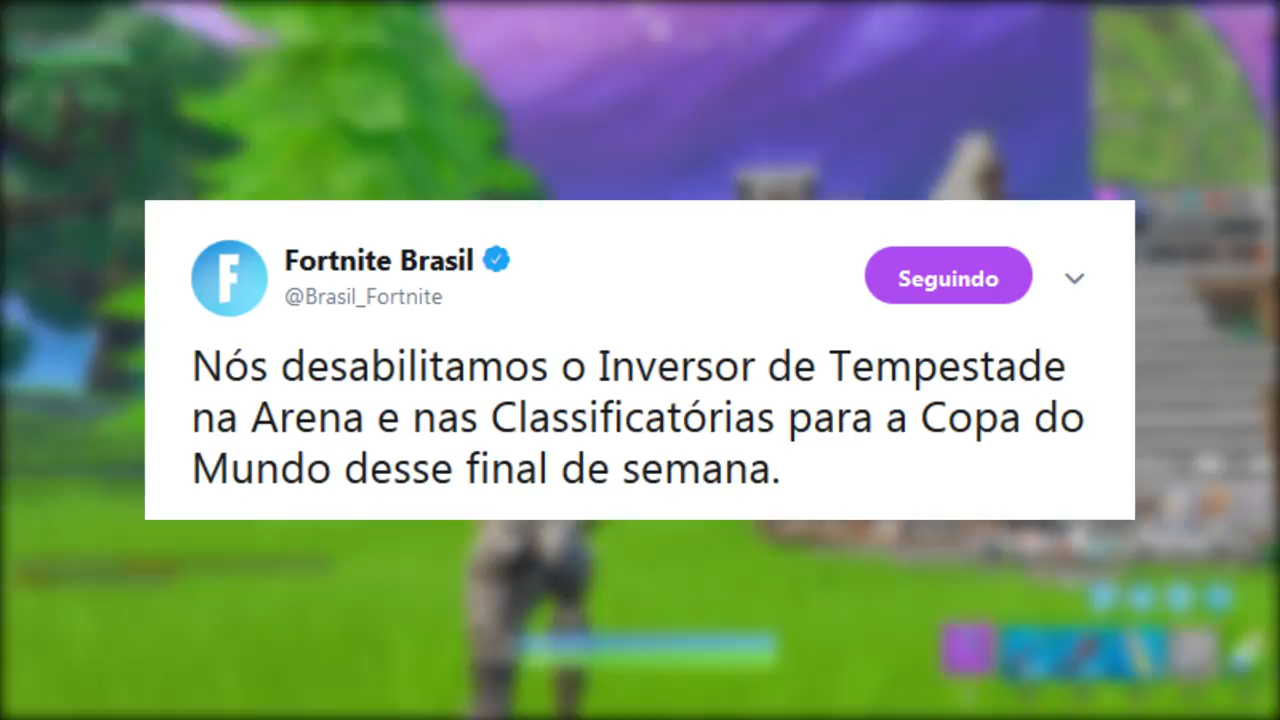 Fortnite Brasil
@Brasil_Fortnite
Seguindo
Nós desabilitamos o Inversor de Tempestade
na Arena e nas Classificatórias para a Copa do
Mundo desse final de semana.